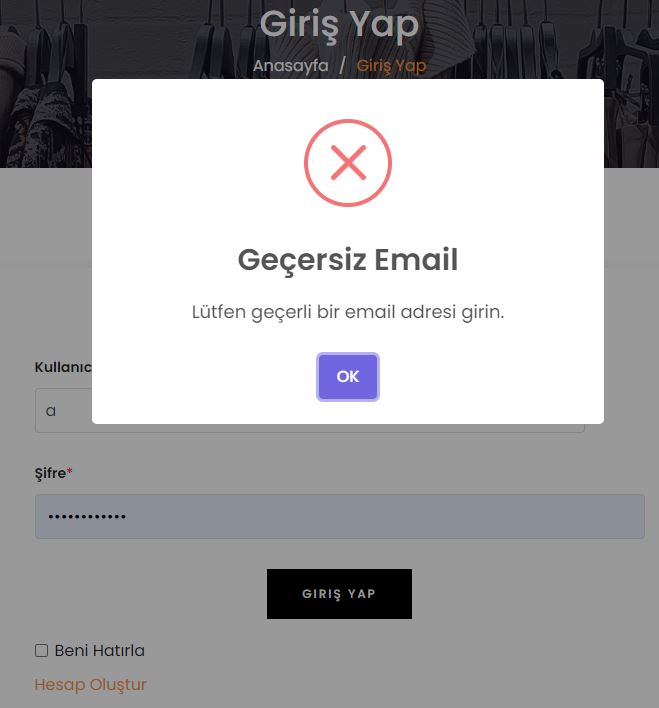 Giriş Yap
Anasayfa / Giriş Yap
Geçersiz Email
Lütfen geçerli bir email adresi girin.
OK
Kullanıc
a
Şifre*
GIRIŞ YAP
Beni Hatırla
Hesap Oluştur